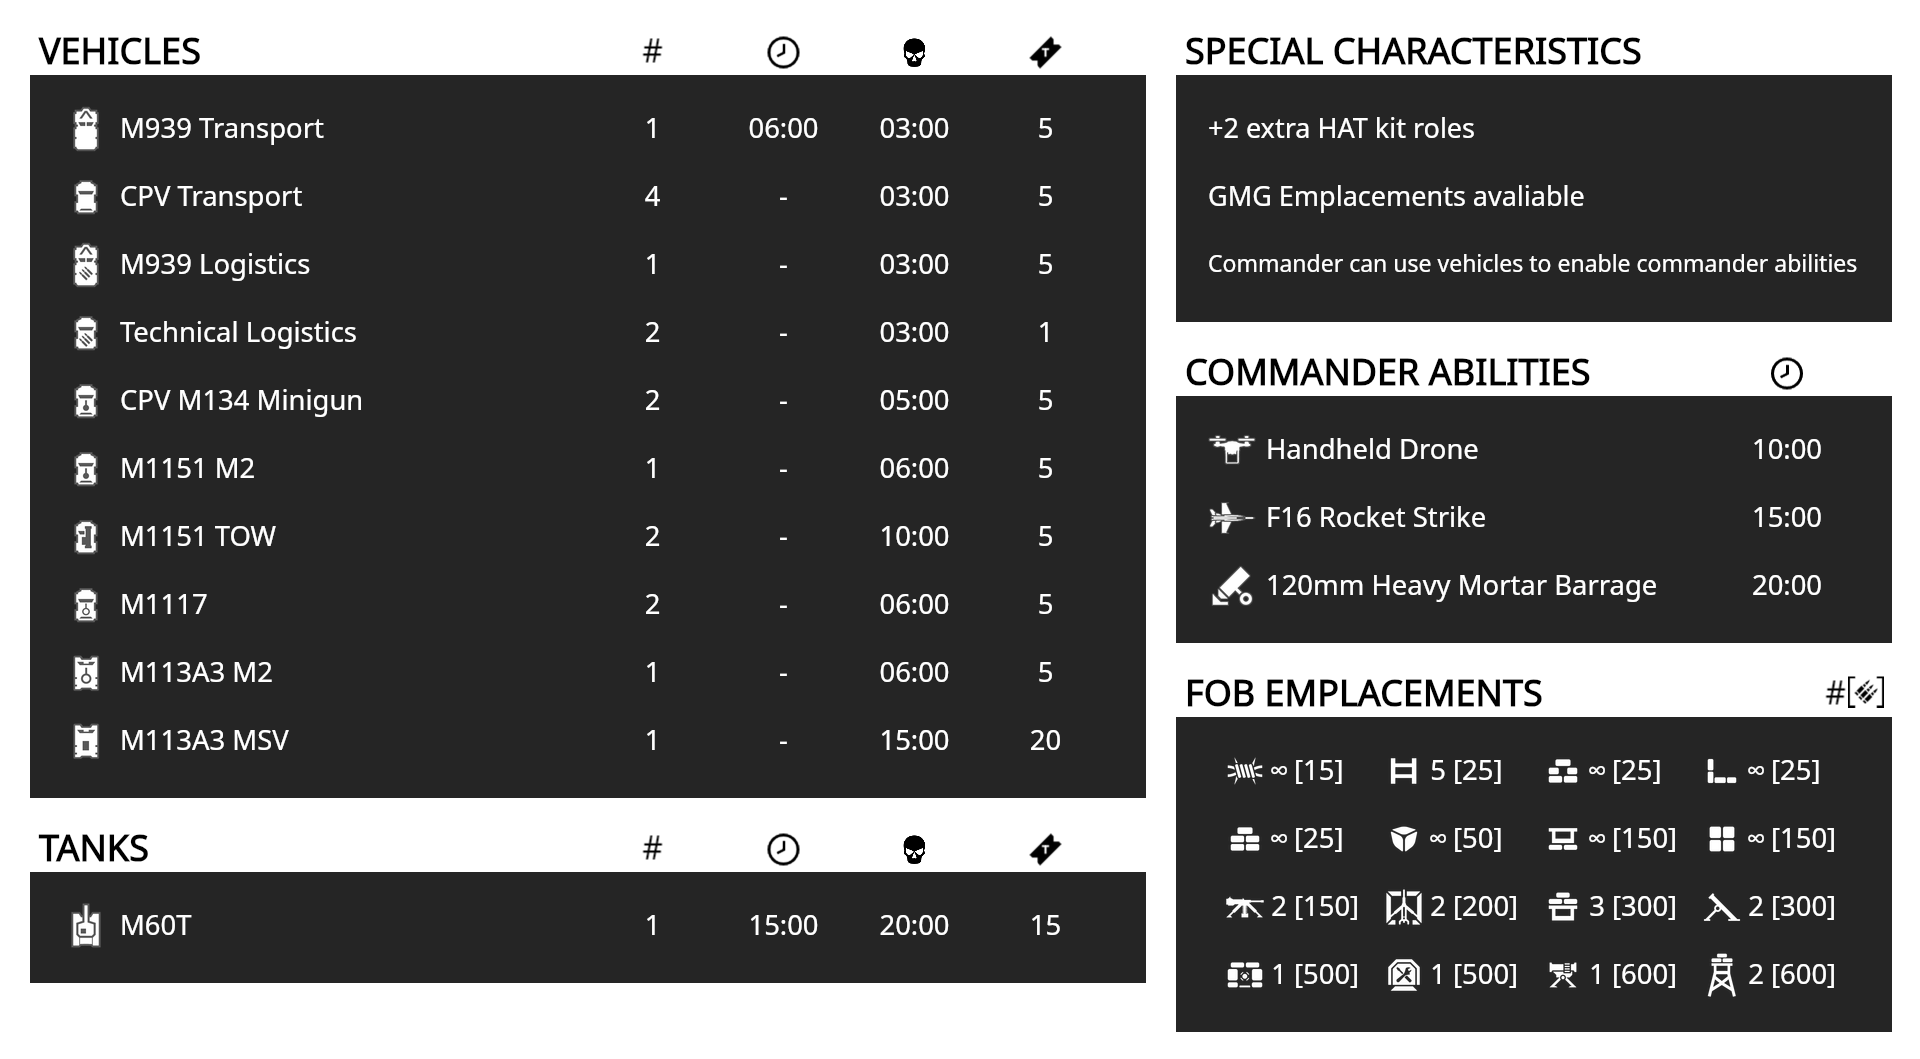 VEHICLES #
M939 Transport 1 06:00 03:00 5
CPV Transport 4 - 03:00 5
M939 Logistics 1 - 03:00 5
Technical Logistics 2 - 03:00 1
CPV M134 Minigun 2 - 05:00 5
M1151 M2 1 - 06:00 5
M1151 TOW 2 - 10:00 5
M1117 2 - 06:00 5
M113A3 M2 1 - 06:00 5
M113A3 MSV 1 - 15:00 20
TANKS #
M60T 1 15:00 20:00 15
SPECIAL CHARACTERISTICS
+2 extra HAT kit roles
GMG Emplacements avaliable
Commander can use vehicles to enable commander abilities
COMMANDER ABILITIES
Handheld Drone 10:00
F16 Rocket Strike 15:00
120mm Heavy Mortar Barrage 20:00
FOB EMPLACEMENTS #[]
∞ [15] 5 [25] ∞ [25] ∞ [25]
∞ [25] ∞ [50] ∞ [150] ∞ [150]
2 [150] 2 [200] 3 [300] 2 [300]
1 [500] 1 [500] 1 [600] 2 [600]